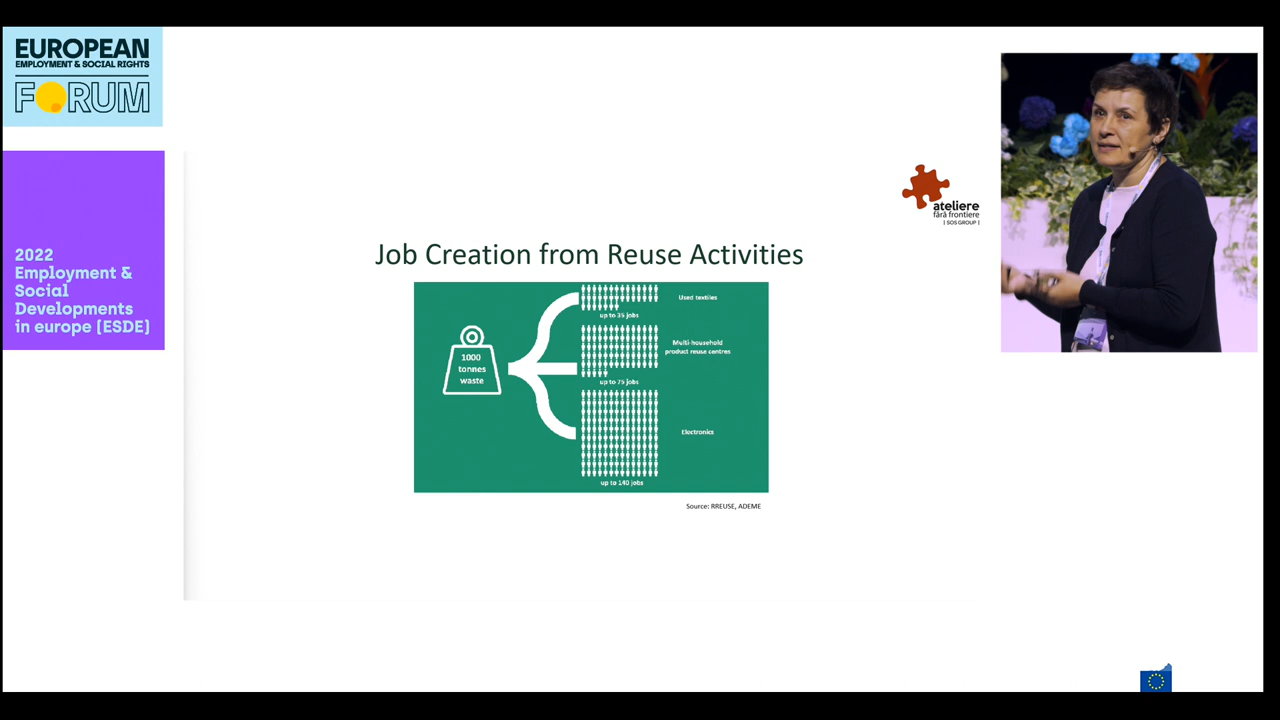 EUROPEAN
EMPLOYMENT & SOCIAL RIGHTS
FORUM
2022
Employment &
Social
Developments
in europe [ESDE]
ateliere
fără frontiere
| SOS GROUP |
Job Creation from Reuse Activities
1000
tonnes
waste
Used textiles
up to 35 jobs
Multi-household
product reuse centres
up to 75 jobs
Electronics
up to 140 jobs
Source: RREUSE, ADEME